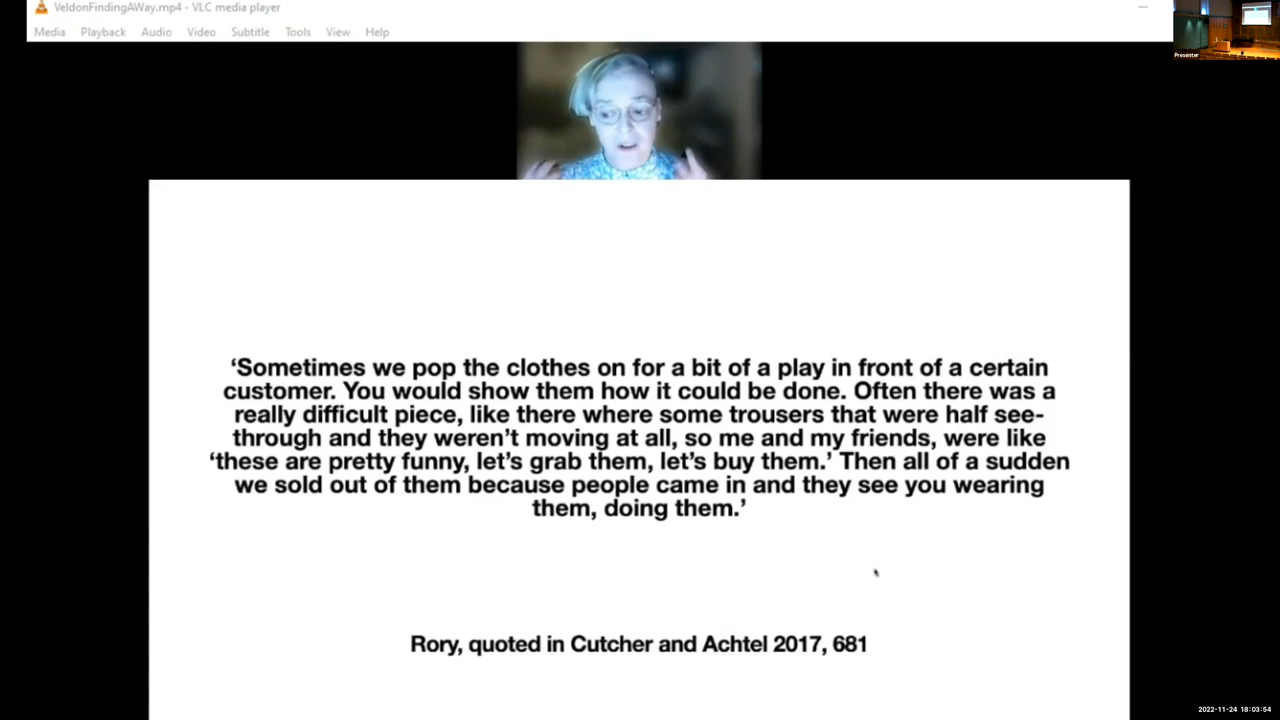 VeldonFindingAWay.mp4 - VLC media player
Media Playback Audio Video Subtitle Tools View Help
Presenter
‘Sometimes we pop the clothes on for a bit of a play in front of a certain
customer. You would show them how it could be done. Often there was a
really difficult piece, like there where some trousers that were half see-
through and they weren’t moving at all, so me and my friends, were like
‘these are pretty funny, let’s grab them, let’s buy them.’ Then all of a sudden
we sold out of them because people came in and they see you wearing
them, doing them.’
Rory, quoted in Cutcher and Achtel 2017, 681
2022-11-24 18:03:54